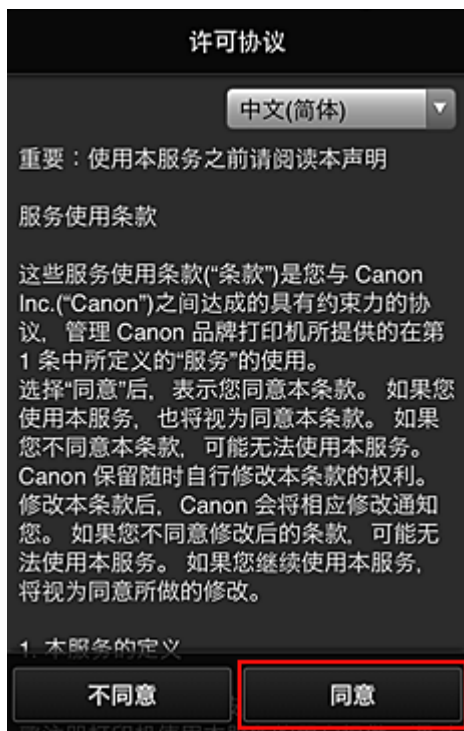 许可协议
中文(简体)
重要：使用本服务之前请阅读本声明
服务使用条款
这些服务使用条款(“条款”)是您与 Canon
Inc.(“Canon”)之间达成的具有约束力的协
议，管理 Canon 品牌打印机所提供的在第
1 条中所定义的“服务”的使用。
选择“同意”后，表示您同意本条款。 如果您
使用本服务，也将视为同意本条款。 如果
您不同意本条款，可能无法使用本服务。
Canon 保留随时自行修改本条款的权利。
修改本条款后，Canon 会将相应修改通知
您。 如果您不同意修改后的条款，可能无
法使用本服务。 如果您继续使用本服务，
将视为同意所做的修改。
1. 本服务的定义
不同意
同意